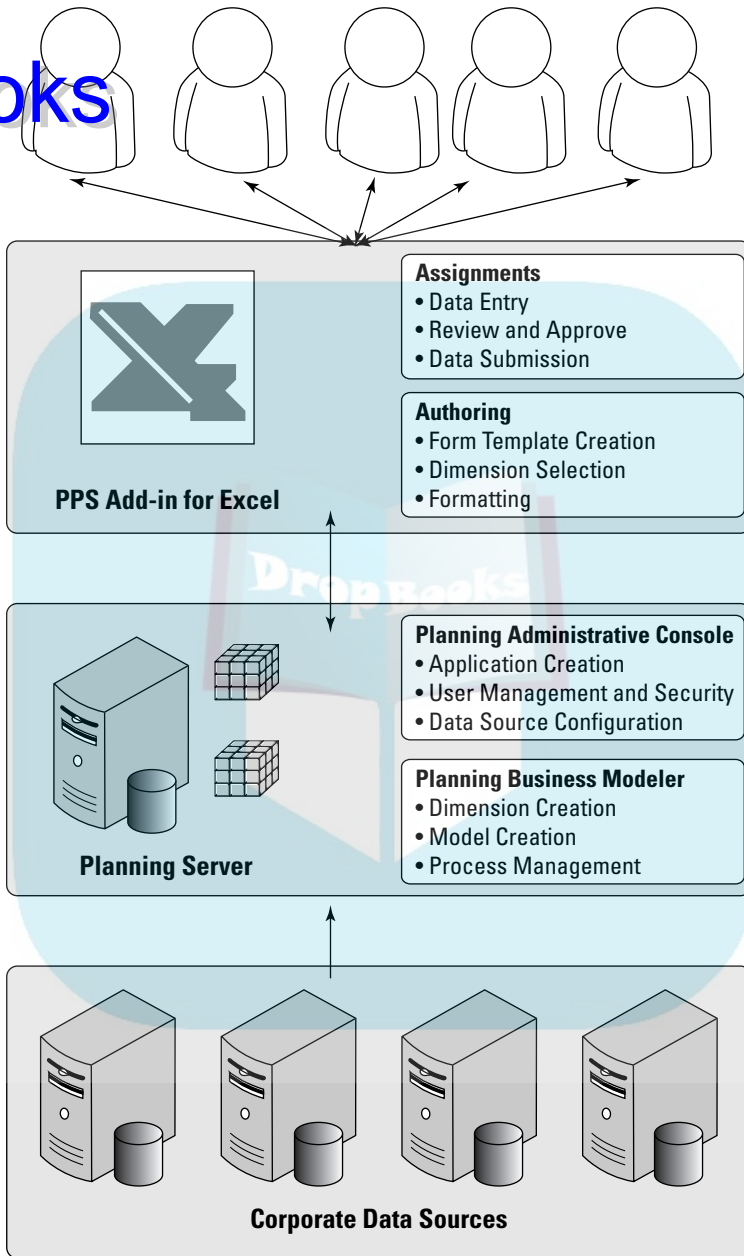 oks
Assignments
• Data Entry
• Review and Approve
• Data Submission
Authoring
• Form Template Creation
• Dimension Selection
• Formatting
PPS Add-in for Excel
DropBooks
Planning Administrative Console
• Application Creation
• User Management and Security
• Data Source Configuration
Planning Business Modeler
• Dimension Creation
• Model Creation
• Process Management
Planning Server
Corporate Data Sources